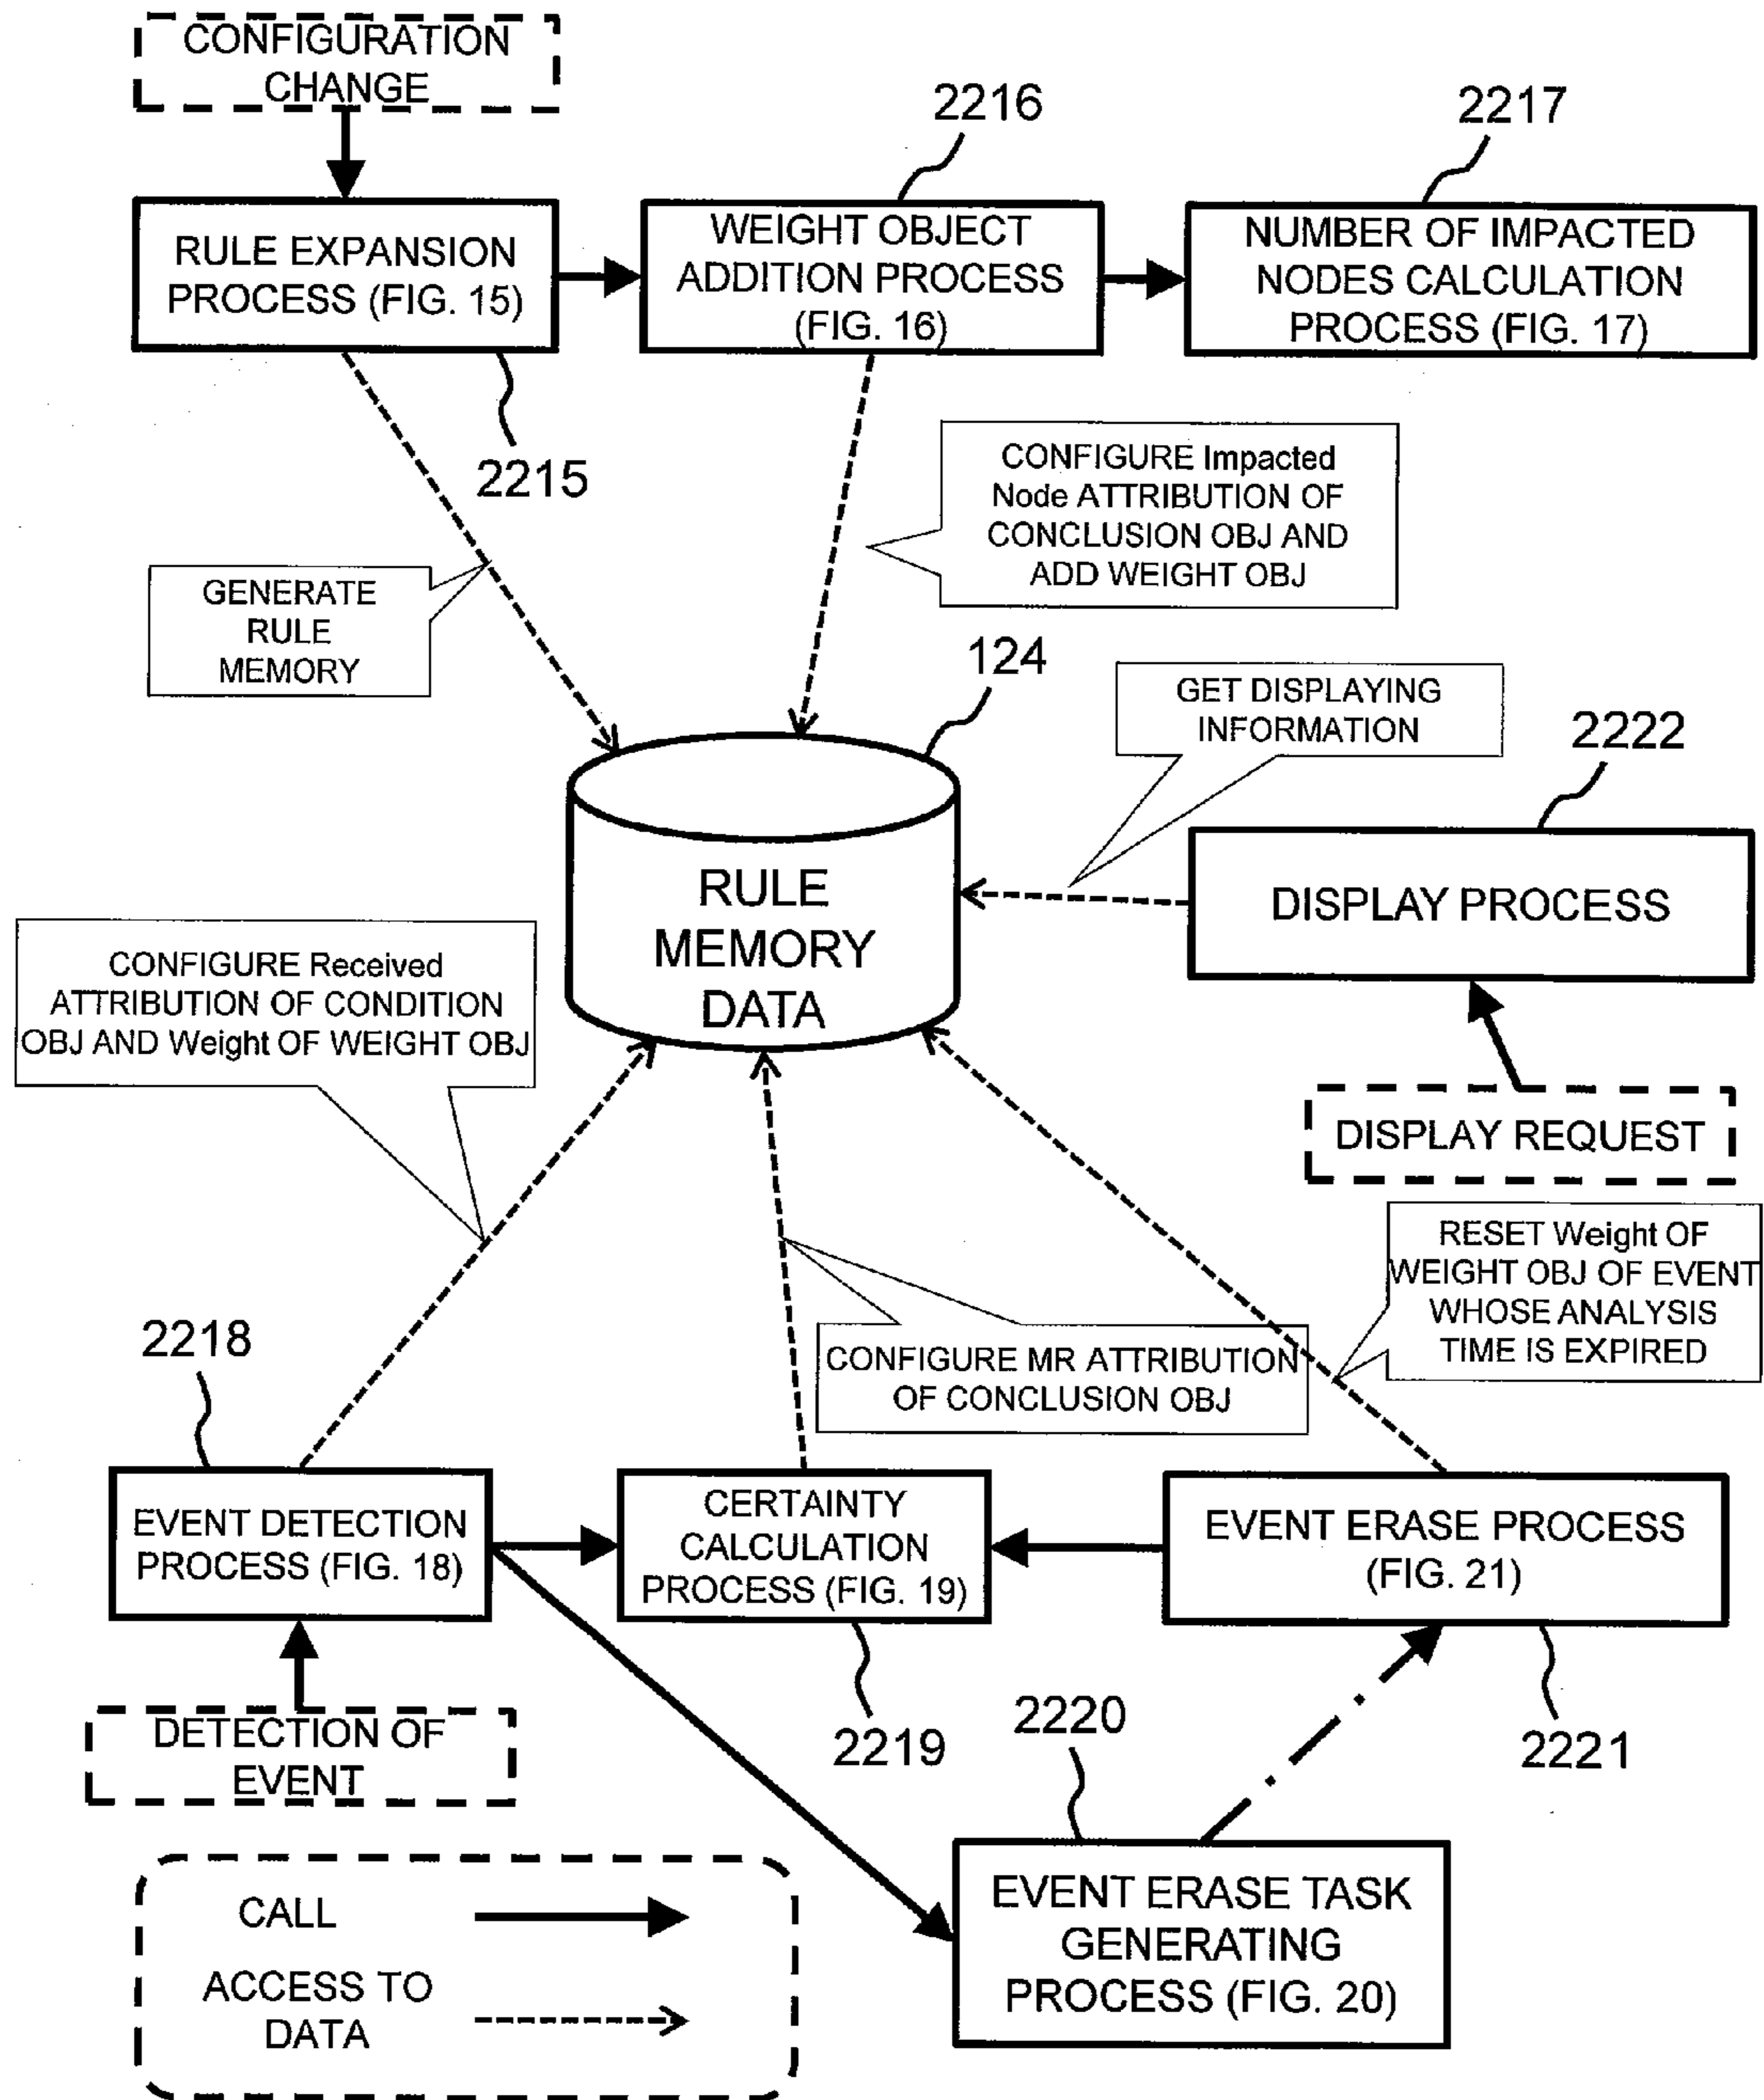 CONFIGURATION
CHANGE
2216
2217
RULE EXPANSION
PROCESS (FIG. 15)
WEIGHT OBJECT
ADDITION PROCESS
(FIG. 16)
NUMBER OF IMPACTED
NODES CALCULATION
PROCESS (FIG. 17)
2215
CONFIGURE Impacted
Node ATTRIBUTION OF
CONCLUSION OBJ AND
ADD WEIGHT OBJ
GENERATE
RULE
MEMORY
124
GET DISPLAYING
INFORMATION
2222
RULE
MEMORY
DATA
DISPLAY PROCESS
CONFIGURE Received
ATTRIBUTION OF CONDITION
OBJ AND Weight OF WEIGHT OBJ
DISPLAY REQUEST
RESET Weight OF
WEIGHT OBJ OF EVENT
WHOSE ANALYSIS
TIME IS EXPIRED
2218
CONFIGURE MR ATTRIBUTION
OF CONCLUSION OBJ
EVENT DETECTION
PROCESS (FIG. 18)
CERTAINTY
CALCULATION
PROCESS (FIG. 19)
EVENT ERASE PROCESS
(FIG. 21)
DETECTION OF
EVENT
2219
2220
2221
EVENT ERASE TASK
GENERATING
PROCESS (FIG. 20)
CALL
ACCESS TO
DATA